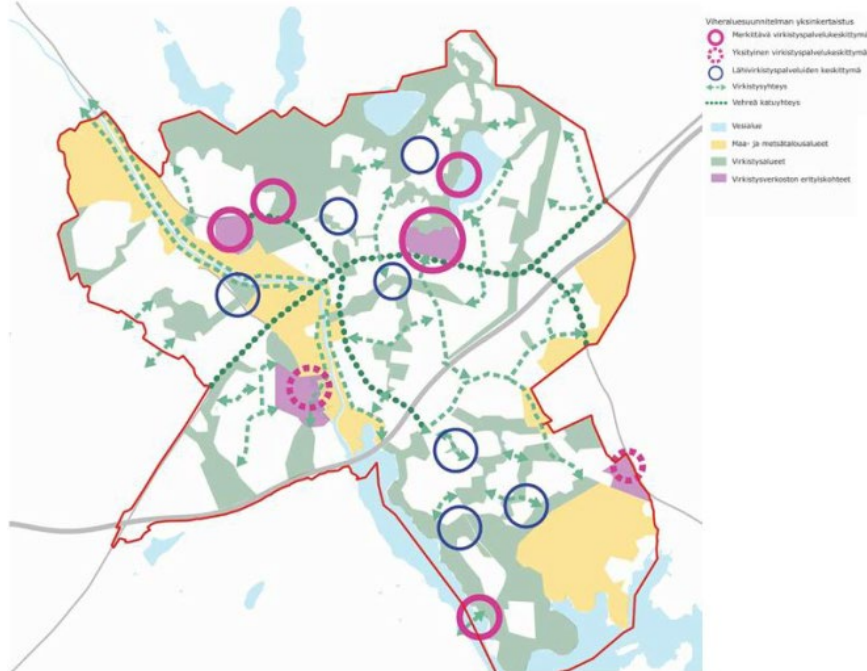 Viheraluesuunnitelman yksinkertaistus
Merkittävä virkistyspalvelukeskittymä
Yksityinen virkistyspalvelukeskittymä
Lähivirkistyspalveluiden keskittymä
Virkistysyhteys
Vehreä katuyhteys
Vesialue
Maa- ja metsätalousalueet
Virkistysalueet
Virkistysverkoston erityiskohteet